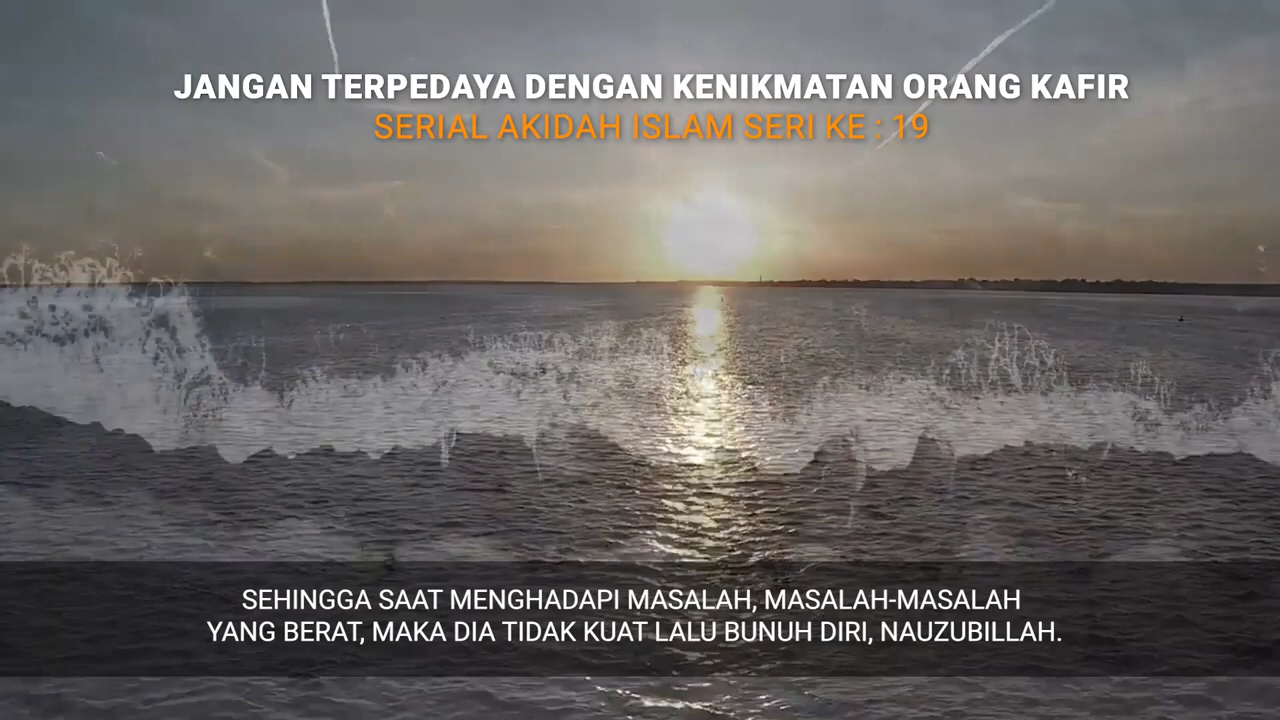 JANGAN TERPEDAYA DENGAN KENIKMATAN ORANG KAFIR
SERIAL AKIDAH ISLAM SERI KE : 19
SEHINGGA SAAT MENGHADAPI MASALAH, MASALAH-MASALAH
YANG BERAT, MAKA DIA TIDAK KUAT LALU BUNUH DIRI, NAUZUBILLAH.